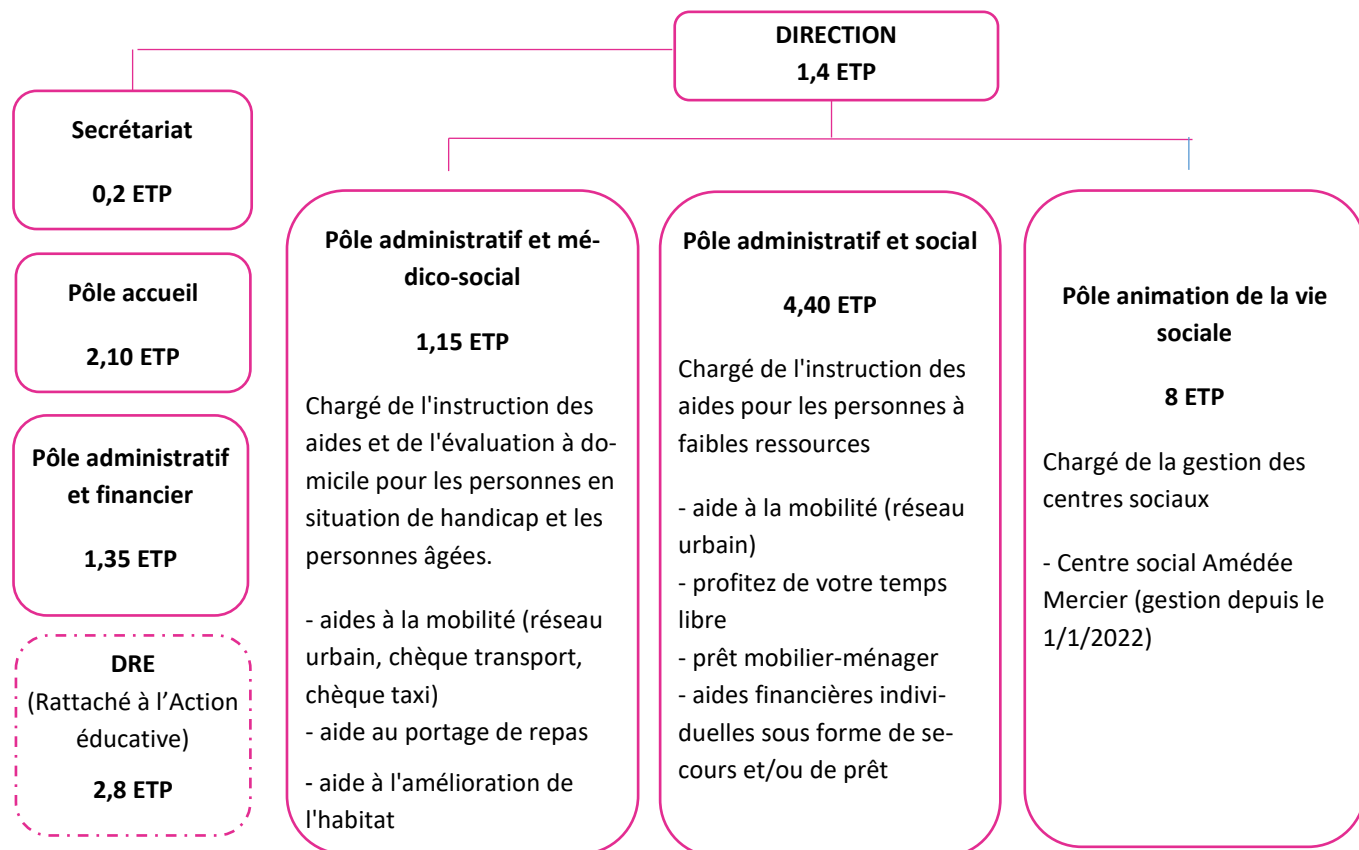 DIRECTION
1,4 ETP
Secrétariat
0,2 ETP
Pôle accueil
2,10 ETP
Pôle administratif
et financier
1,35 ETP
DRE
(Rattaché à l’Action
éducative)
2,8 ETP
Pôle administratif et mé-
dico-social
1,15 ETP
Chargé de l'instruction des
aides et de l'évaluation à do-
micile pour les personnes en
situation de handicap et les
personnes âgées.
- aides à la mobilité (réseau
urbain, chèque transport,
chèque taxi)
- aide au portage de repas
- aide à l'amélioration de
l'habitat
Pôle administratif et social
4,40 ETP
Chargé de l'instruction des
aides pour les personnes à
faibles ressources
- aide à la mobilité (réseau
urbain)
- profitez de votre temps
libre
- prêt mobilier-ménager
- aides financières indivi-
duelles sous forme de se-
cours et/ou de prêt
Pôle animation de la vie
sociale
8 ETP
Chargé de la gestion des
centres sociaux
- Centre social Amédée
Mercier (gestion depuis le
1/1/2022)